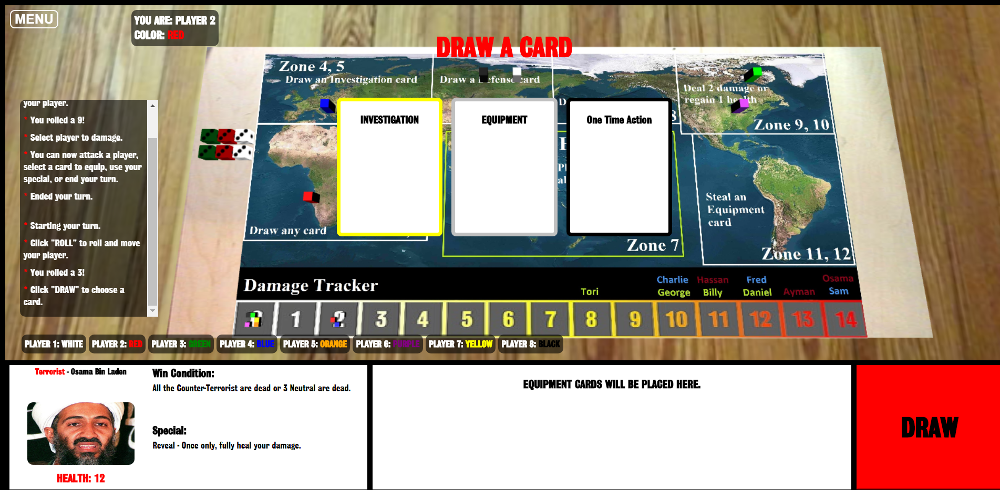 MENU
YOU ARE: PLAYER 2
COLOR: RED
DRAW A CARD
Zone 4, 5
Draw an Investigation card
Draw a Defense card
Deal 2 damage or
regain 1 health
Zone 9, 10
D
8
your player.
* You rolled a 9!
* Select player to damage.
* You can now attack a player,
select a card to equip, use your
special, or end your turn.
* Ended your turn.
* Starting your turn.
* Click "ROLL" to roll and move
your player.
* You rolled a 3!
* Click "DRAW" to choose a
card.
INVESTIGATION
EQUIPMENT
One Time Action
Draw any card
Zone 7
Steal an
Equipment
card
Zone 11, 12
Damage Tracker
Tori
Charlie
George
Hassan
Billy
Fred
Daniel
Ayman
Osama
Sam
1 2 3 4 5 6 7 8 9 10 11 12 13 14
PLAYER 1: WHITE
PLAYER 2: RED
PLAYER 3: GREEN
PLAYER 4: BLUE
PLAYER 5: ORANGE
PLAYER 6: PURPLE
PLAYER 7: YELLOW
PLAYER 8: BLACK
Terrorist - Osama Bin Laden
HEALTH: 12
Win Condition:
All the Counter-Terrorist are dead or 3 Neutral are dead.
Special:
Reveal - Once only, fully heal your damage.
EQUIPMENT CARDS WILL BE PLACED HERE.
DRAW